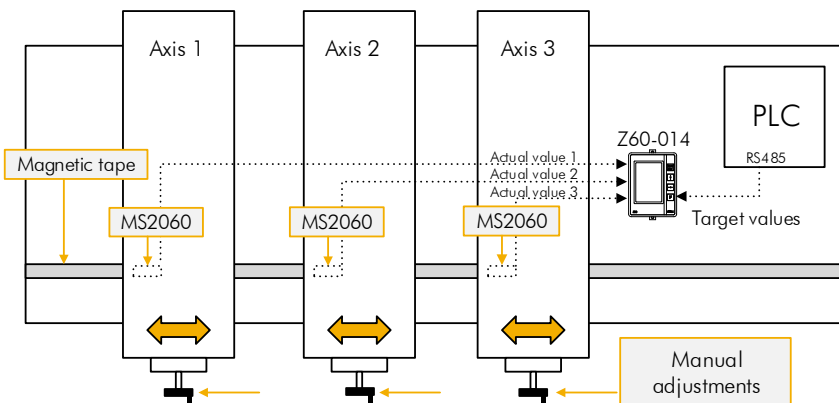 Axis 1
Axis 2
Axis 3
PLC
RS485
Z60-014
Magnetic tape
Actual value 1
Actual value 2
Actual value 3
MS2060
MS2060
MS2060
Target values
Manual
adjustments